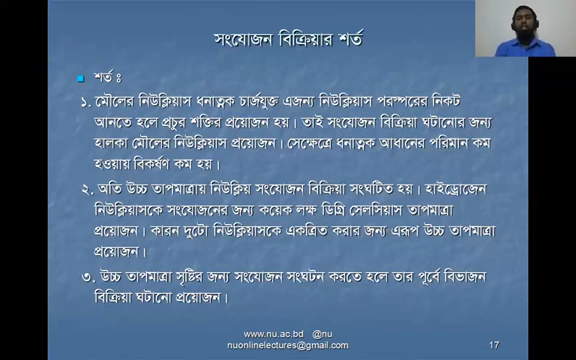 সংযোজন বিক্রিয়ার শর্ত
শর্ত ঃ
১. মৌলের নিউক্লিয়াস ধনাত্নক চার্জযুক্ত এজন্য নিউক্লিয়াস পরস্পরের নিকট
আনতে হলে প্রচুর শক্তির প্রয়োজন হয়। তাই সংযোজন বিক্রিয়া ঘটানোর জন্য
হালকা মৌলের নিউক্লিয়াস প্রয়োজন। সেক্ষেত্রে ধনাত্নক আধানের পরিমান কম
হওয়ায় বিকর্ষণ কম হয়।
২. অতি উচ্চ তাপমাত্রায় নিউক্লিয় সংযোজন বিক্রিয়া সংঘটিত হয়। হাইড্রোজেন
নিউক্লিয়াসকে সংযোজনের জন্য কয়েক লক্ষ ডিগ্রি সেলসিয়াস তাপমাত্রা
প্রয়োজন। কারন দুটো নিউক্লিয়াসকে একত্রিত করার জন্য এরূপ উচ্চ তাপমাত্রা
প্রয়োজন।
৩. উচ্চ তাপমাত্রা সৃষ্টির জন্য সংযোজন সংঘটন করতে হলে তার পূর্বে বিভাজন
বিক্রিয়া ঘটানো প্রয়োজন।
www.nu.ac.bd @nu
nuonlinelectures@gmail.com
17